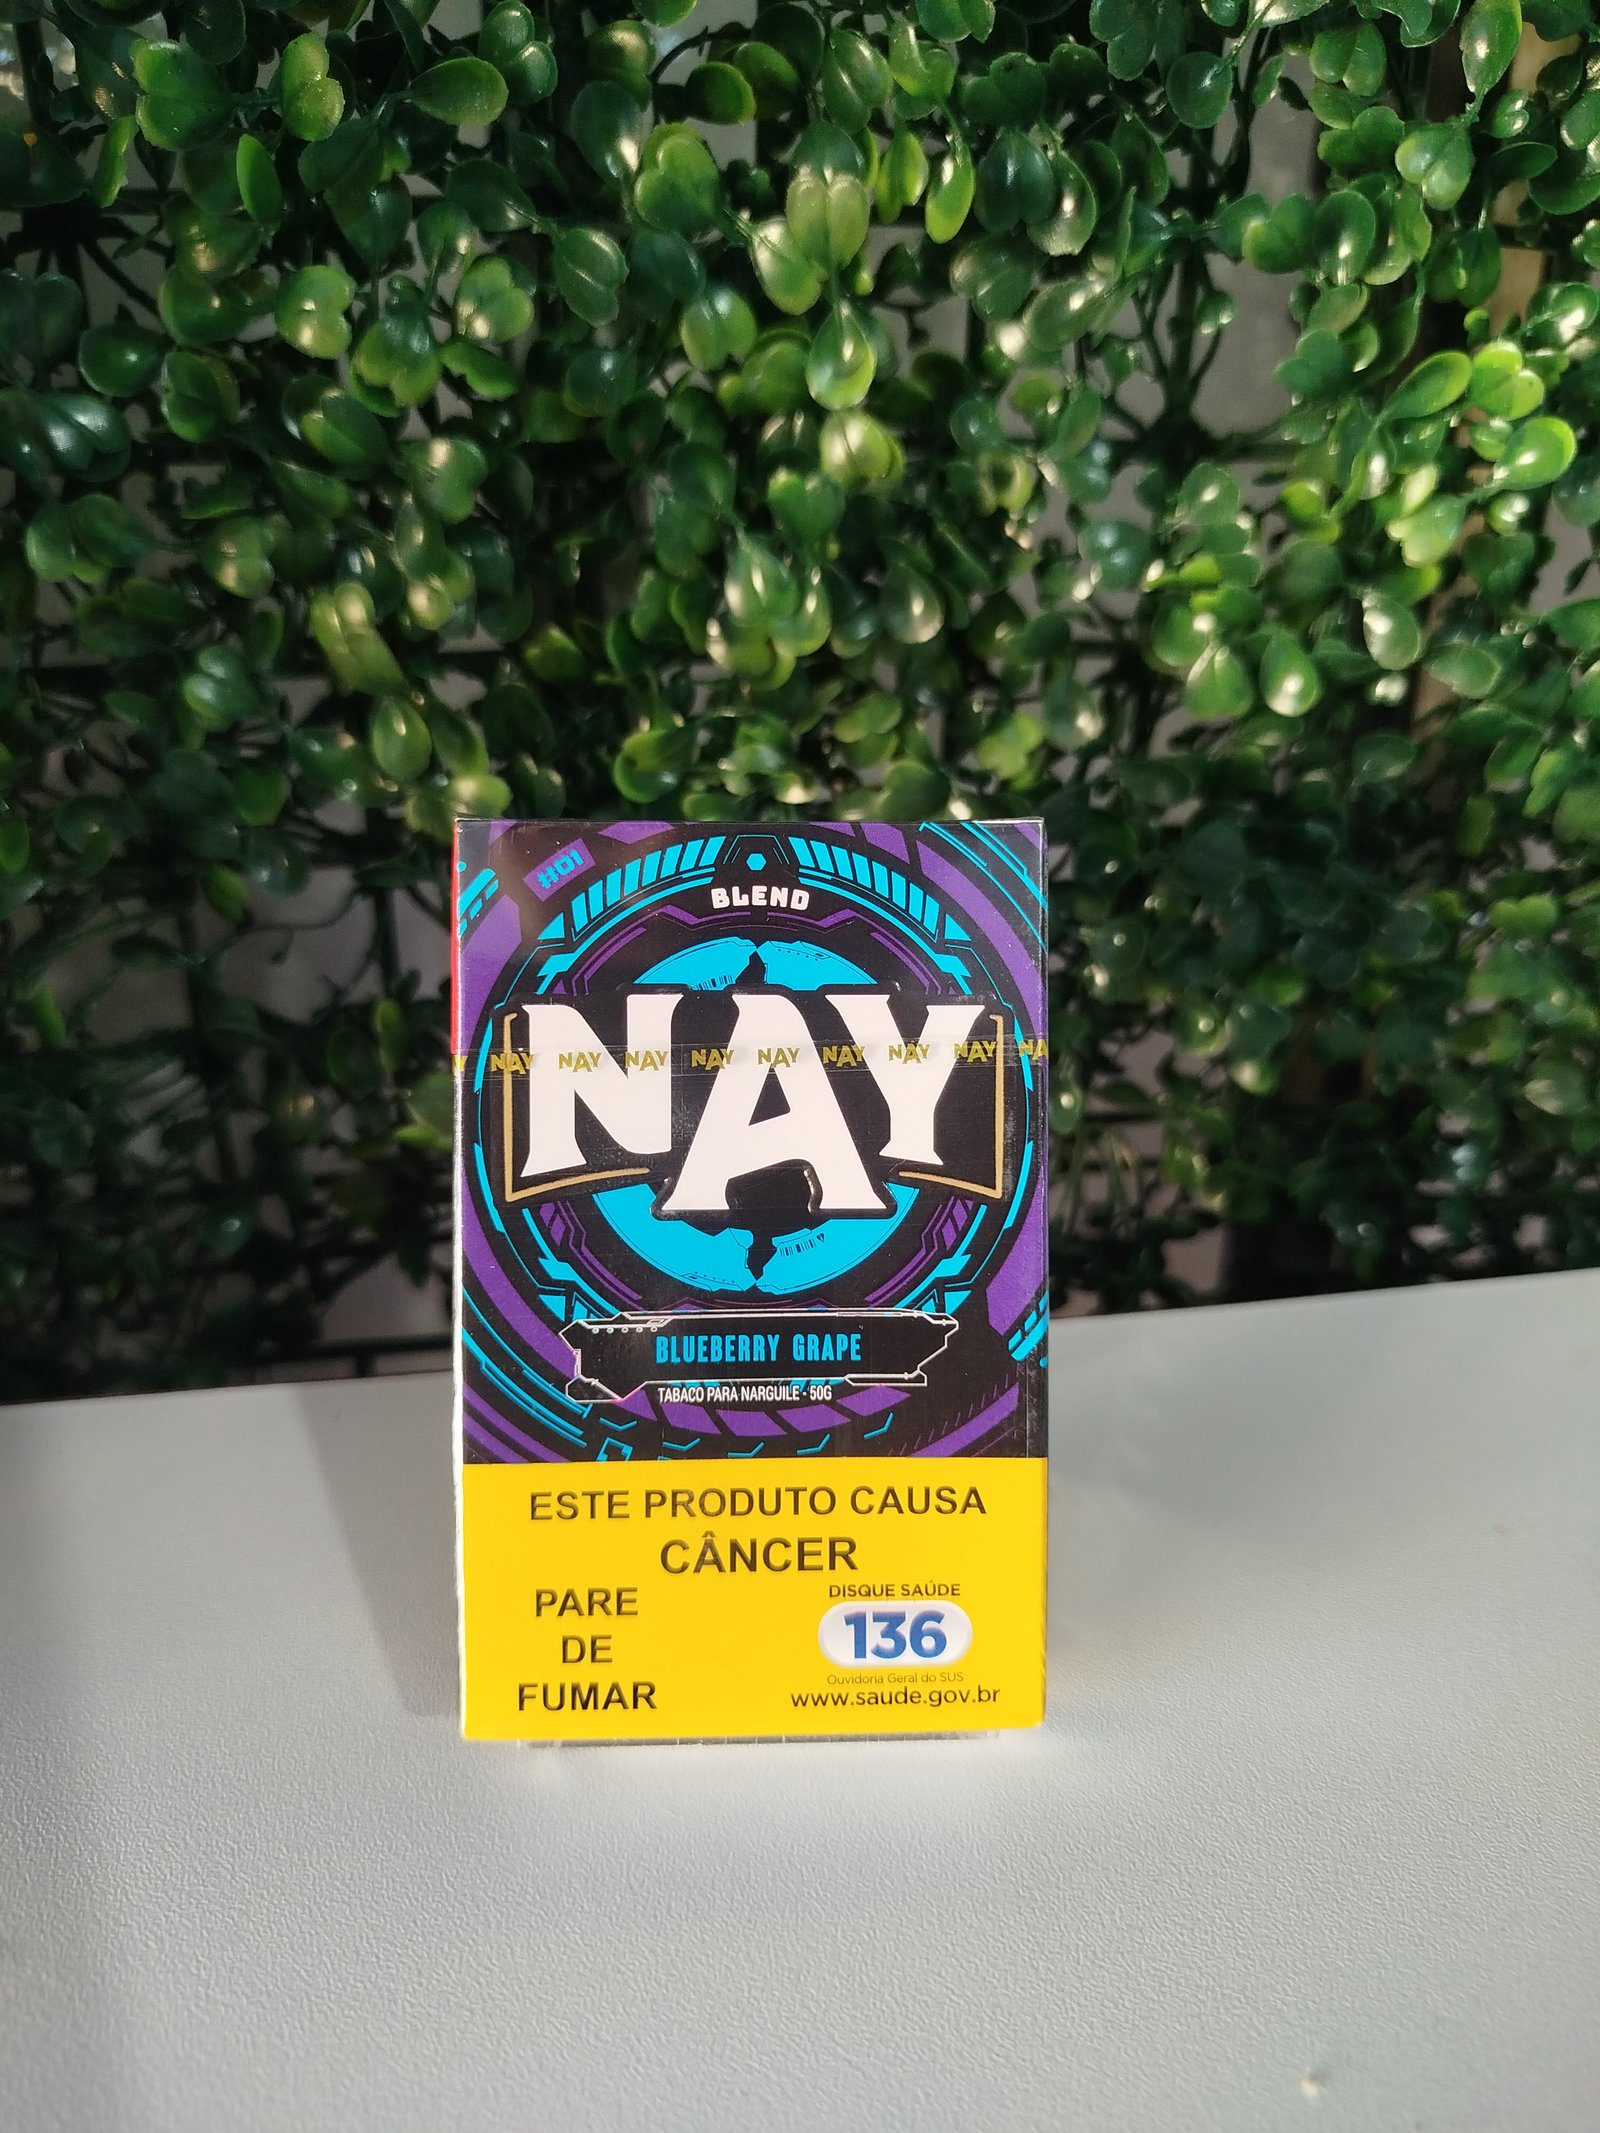 #01
BLEND
NAY
NAY NAY NAY NAY NAY NAY NAY NAY NA
BLUEBERRY GRAPE
TABACO PARA NARGUILE - 50G
ESTE PRODUTO CAUSA
CÂNCER
PARE
DE
FUMAR
DISQUE SAÚDE
136
Ouvidoria Geral do SUS
www.saude.gov.br